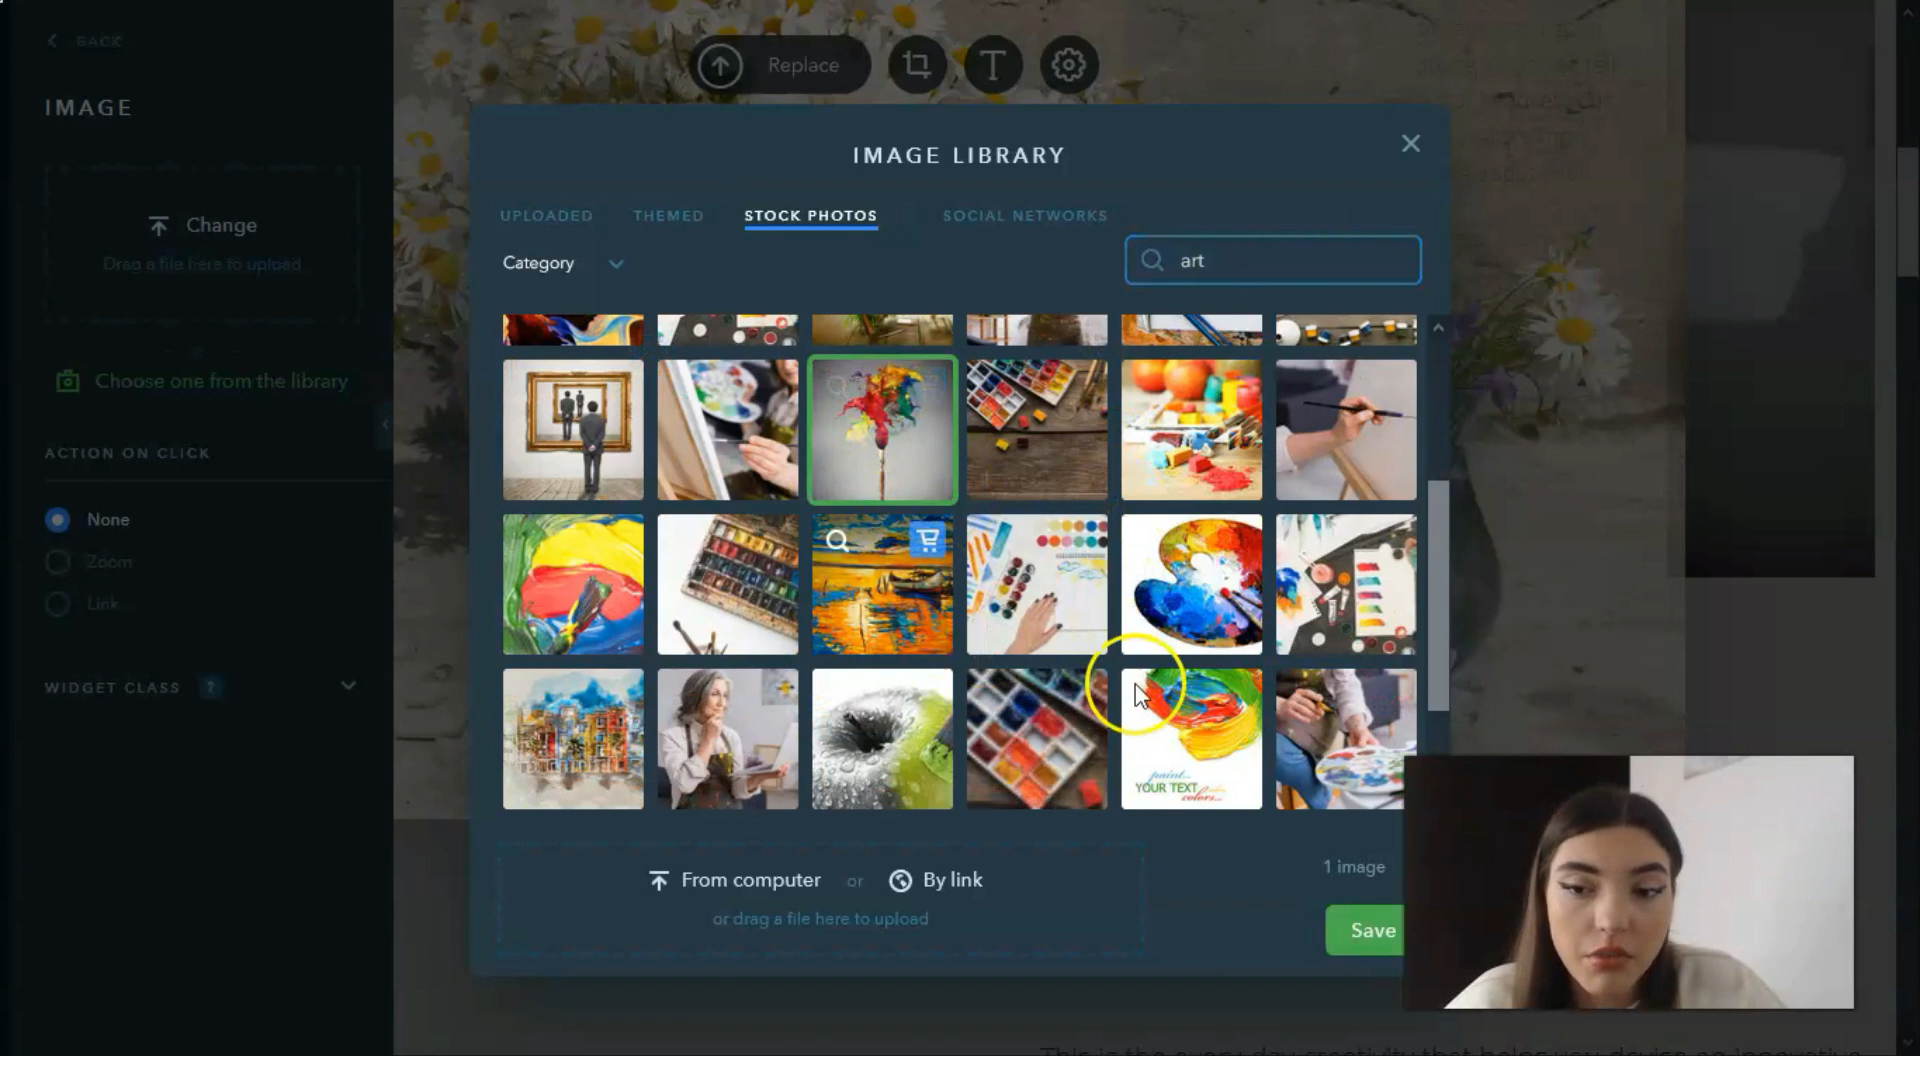 BACK
Replace
IMAGE
IMAGE LIBRARY
UPLOADED
THEMED
STOCK PHOTOS
SOCIAL NETWORKS
Change
Drag a file here to upload
Category
art
Choose one from the library
ACTION ON CLICK
None
Zoom
Link
WIDGET CLASS ?
paint...
YOUR TEXT
colors...
From computer or By link
1 image
or drag a file here to upload
Save